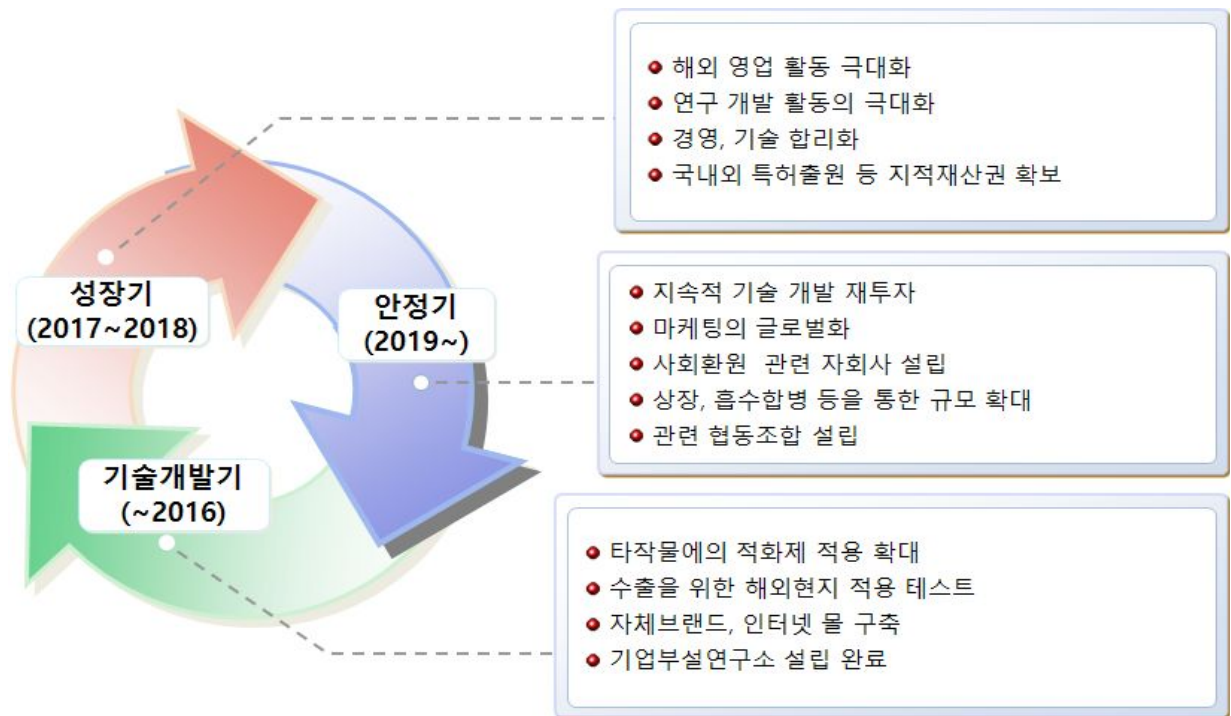 해외 영업 활동 극대화
연구 개발 활동의 극대화
경영, 기술 합리화
국내외 특허출원 등 지적재산권 확보
성장기
(2017~2018)
안정기
(2019~)
지속적 기술 개발 재투자
마케팅의 글로벌화
사회환원 관련 자회사 설립
상장, 흡수합병 등을 통한 규모 확대
관련 협동조합 설립
기술개발기
(~2016)
타작물에의 적화제 적용 확대
수출을 위한 해외현지 적용 테스트
자체브랜드, 인터넷 몰 구축
기업부설연구소 설립 완료